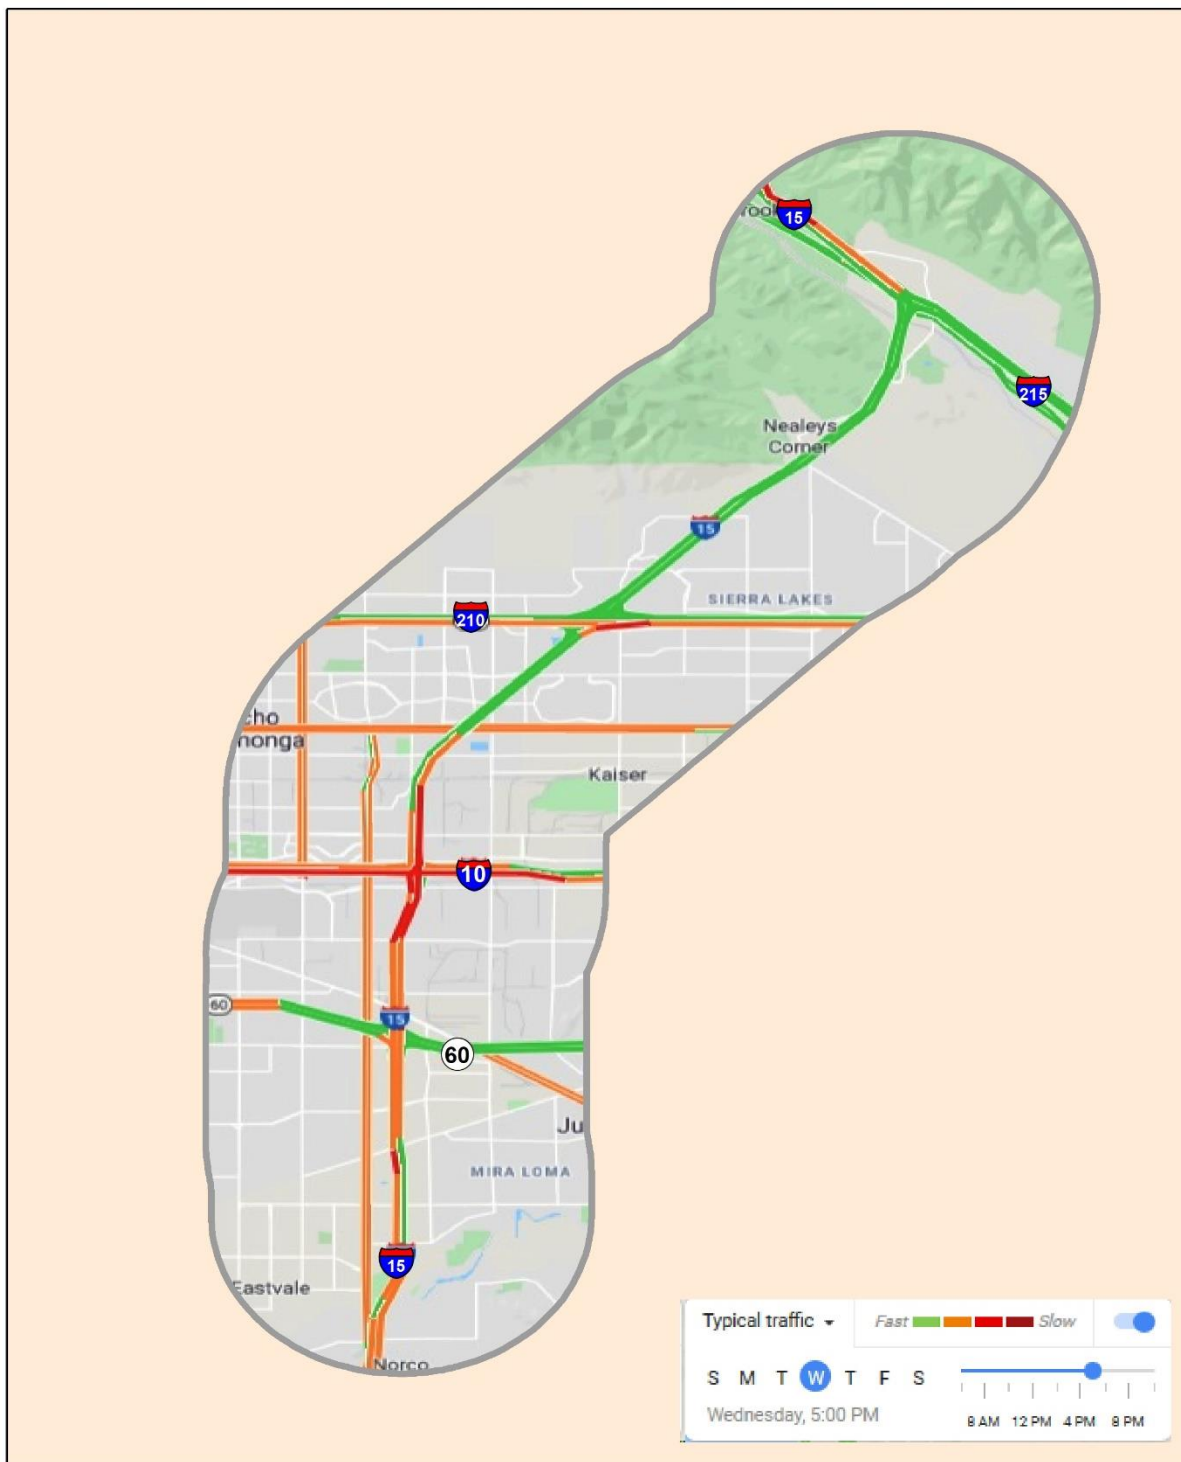 15
215
Nealeys
Corner
15
SIERRA LAKES
210
cho
nonga
Kaiser
10
60
15
60
Ju
MIRA LOMA
15
Eastvale
Norco
Typical traffic
Fast
Slow
S M T W T F S
Wednesday, 5:00 PM
8 AM 12 PM 4 PM 8 PM